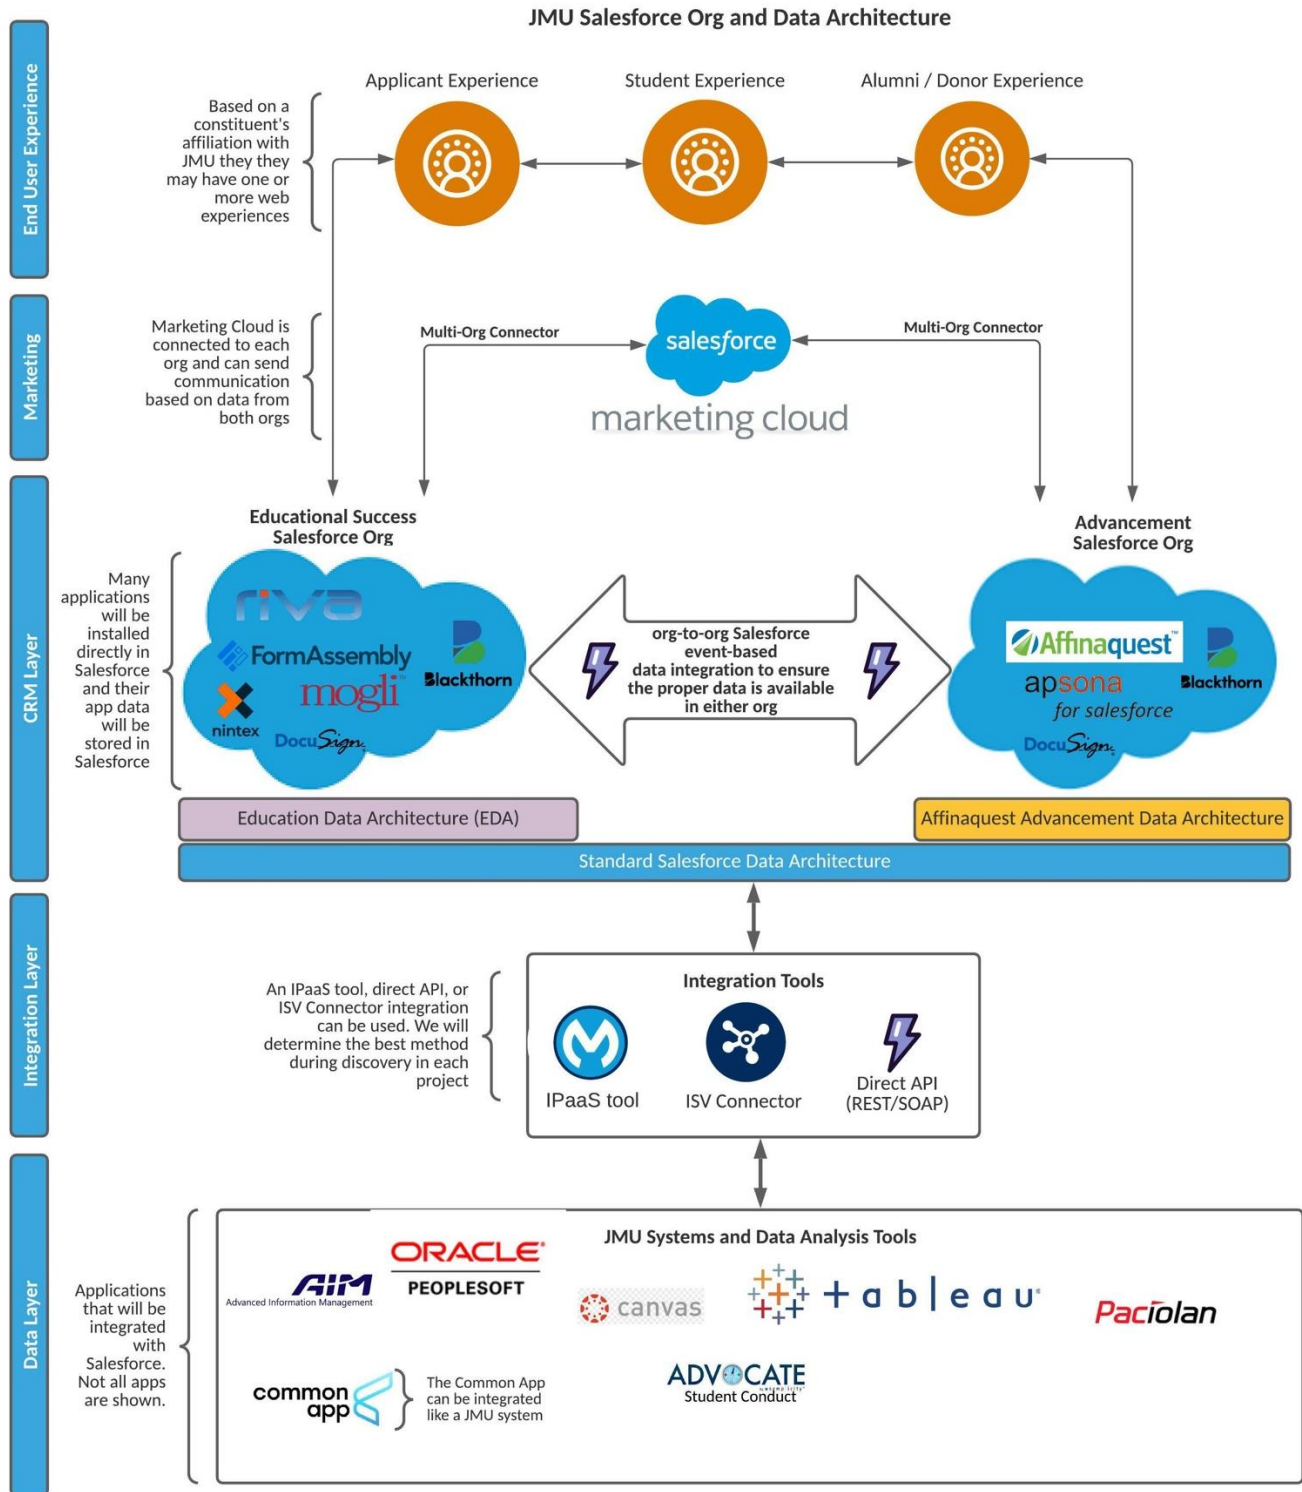 JMU Salesforce Org and Data Architecture
End User Experience
Applicant Experience
Student Experience
Alumni / Donor Experience
Based on a
constituent's
affiliation with
JMU they they
may have one or
more web
experiences
Marketing
Marketing Cloud is
connected to each
org and can send
communication
based on data from
both orgs
Multi-Org Connector
salesforce
marketing cloud
Multi-Org Connector
CRM Layer
Educational Success
Salesforce Org
Advancement
Salesforce Org
Many
applications
will be
installed
directly in
Salesforce
and their
app data
will be
stored in
Salesforce
riva
FormAssembly
nintex
mogli™
DocuSign
Blackthorn
org-to-org Salesforce
event-based
data integration to ensure
the proper data is available
in either org
Affinaquest™
apsona
for salesforce
DocuSign
Blackthorn
Education Data Architecture (EDA)
Affinaquest Advancement Data Architecture
Standard Salesforce Data Architecture
Integration Layer
An IPaaS tool, direct API, or
ISV Connector integration
can be used. We will
determine the best method
during discovery in each
project
Integration Tools
IPaaS tool
ISV Connector
Direct API
(REST/SOAP)
Data Layer
Applications
that will be
integrated
with
Salesforce.
Not all apps
are shown.
JMU Systems and Data Analysis Tools
AIM
Advanced Information Management
ORACLE®
PEOPLESOFT
canvas
+ableau®
Paciolan
common
app
The Common App
can be integrated
like a JMU system
ADVOCATE
Student Conduct